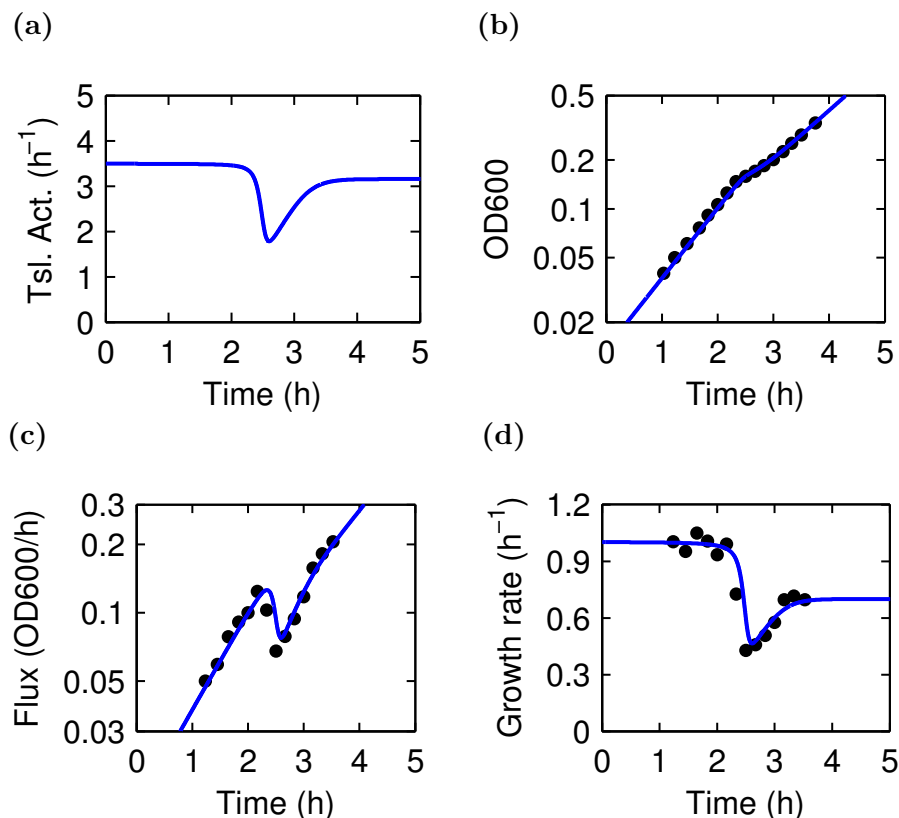 (a)
Tsl. Act. (h⁻¹)
5
4
3
2
1
0
0 1 2 3 4 5
Time (h)
(b)
OD600
0.5
0.2
0.1
0.05
0.02
0 1 2 3 4 5
Time (h)
(c)
Flux (OD600/h)
0.3
0.2
0.1
0.05
0.03
0 1 2 3 4 5
Time (h)
(d)
Growth rate (h⁻¹)
1.2
0.9
0.6
0.3
0
0 1 2 3 4 5
Time (h)